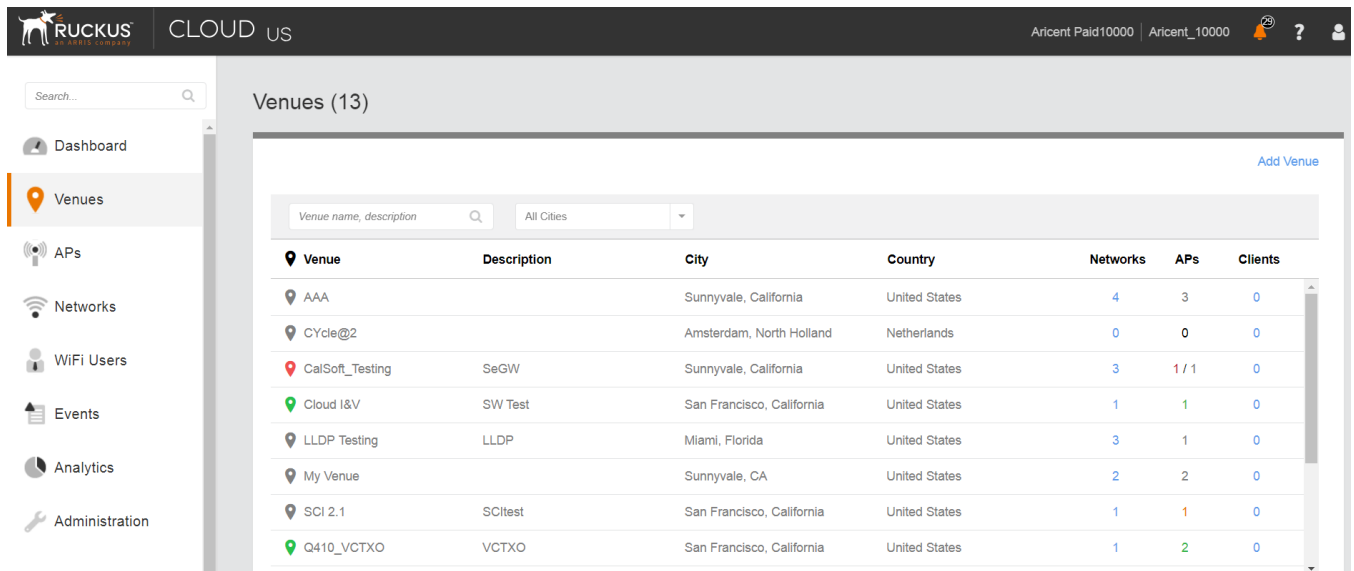 RUCKUS™ CLOUD US Aricent Paid10000 Aricent_10000 29 ?
an ARRIS company
Search...
Venues (13)
Dashboard
Add Venue
Venues
Venue name, description All Cities
APs
Venue Description City Country Networks APs Clients
AAA Sunnyvale, California United States 4 3 0
Networks
CYcle@2 Amsterdam, North Holland Netherlands 0 0 0
WiFi Users
CalSoft_Testing SeGW Sunnyvale, California United States 3 1 / 1 0
Cloud I&V SW Test San Francisco, California United States 1 1 0
Events
LLDP Testing LLDP Miami, Florida United States 3 1 0
Analytics
My Venue Sunnyvale, CA United States 2 2 0
SCI 2.1 SCItest San Francisco, California United States 1 1 0
Administration
Q410_VCTXO VCTXO San Francisco, California United States 1 2 0